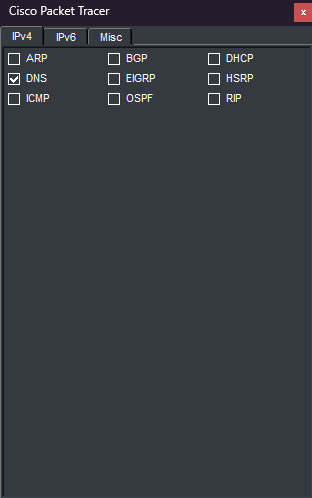 Cisco Packet Tracer
x
IPv4 IPv6 Misc
ARP BGP DHCP
DNS EIGRP HSRP
ICMP OSPF RIP